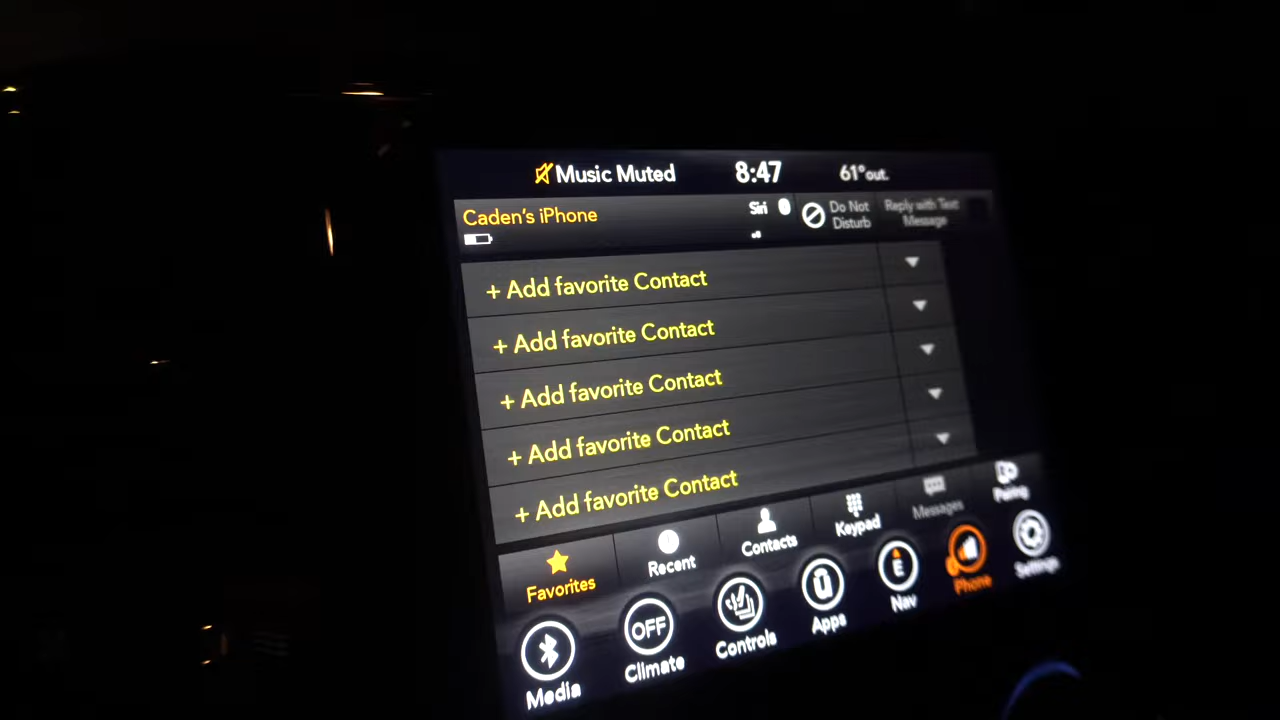 Music Muted 8:47 61° out.
Caden's iPhone Siri Do Not Disturb Reply with Text Message
+ Add favorite Contact
+ Add favorite Contact
+ Add favorite Contact
+ Add favorite Contact
+ Add favorite Contact
Favorites Recent Contacts Keypad Messages Pairing
OFF E
Media Climate Controls Apps Nav Phone Settings